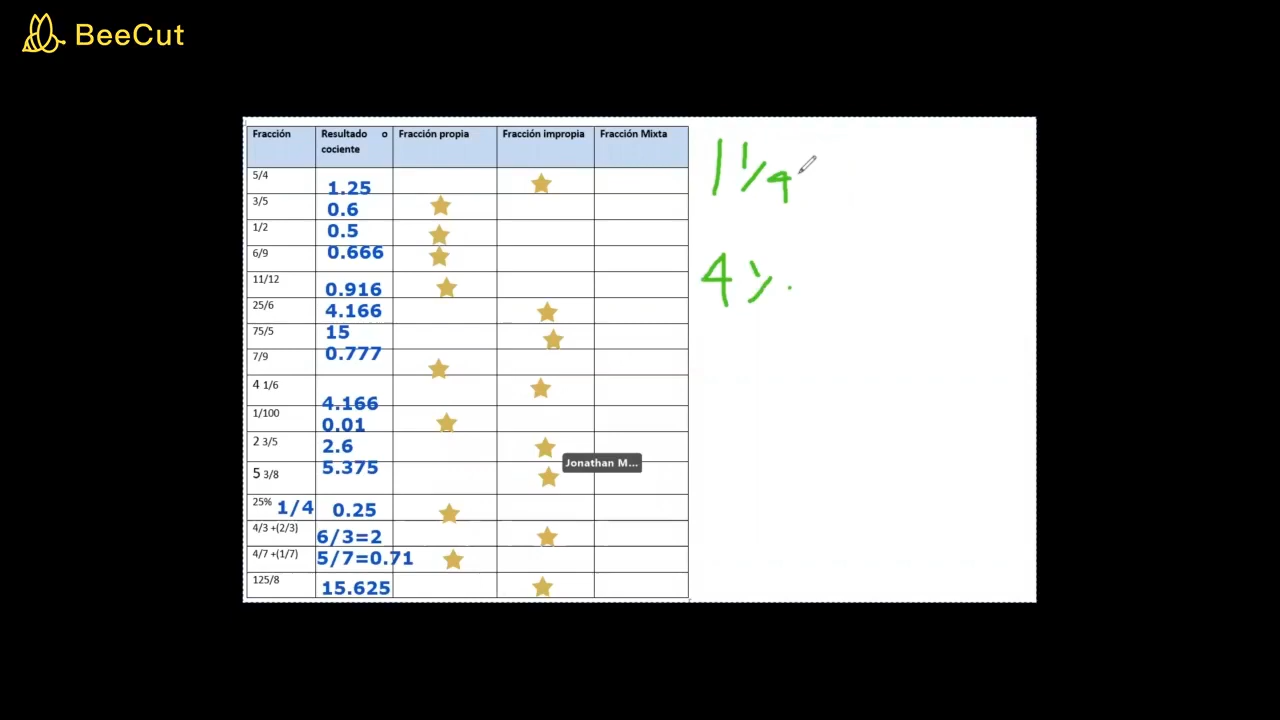 BeeCut
Fracción Resultado o cociente Fracción propia Fracción impropia Fracción Mixta
5/4 1.25
3/5 0.6
1/2 0.5
6/9 0.666
11/12 0.916
25/6 4.166
75/5 15
7/9 0.777
4 1/6 4.166
1/100 0.01
2 3/5 2.6
Jonathan M...
5 3/8 5.375
25% 1/4 0.25
4/3 +(2/3) 6/3=2
4/7 +(1/7) 5/7=0.71
125/8 15.625
1 1/4
4